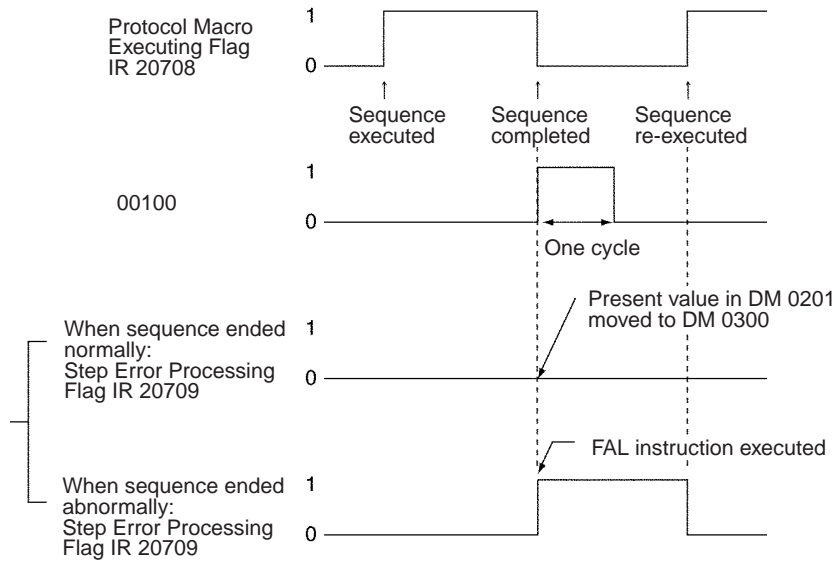 Protocol Macro
Executing Flag
IR 20708
1
0
Sequence
executed
Sequence
completed
Sequence
re-executed
00100
1
0
One cycle
Present value in DM 0201
moved to DM 0300
When sequence ended
normally:
Step Error Processing
Flag IR 20709
1
0
FAL instruction executed
When sequence ended
abnormally:
Step Error Processing
Flag IR 20709
1
0